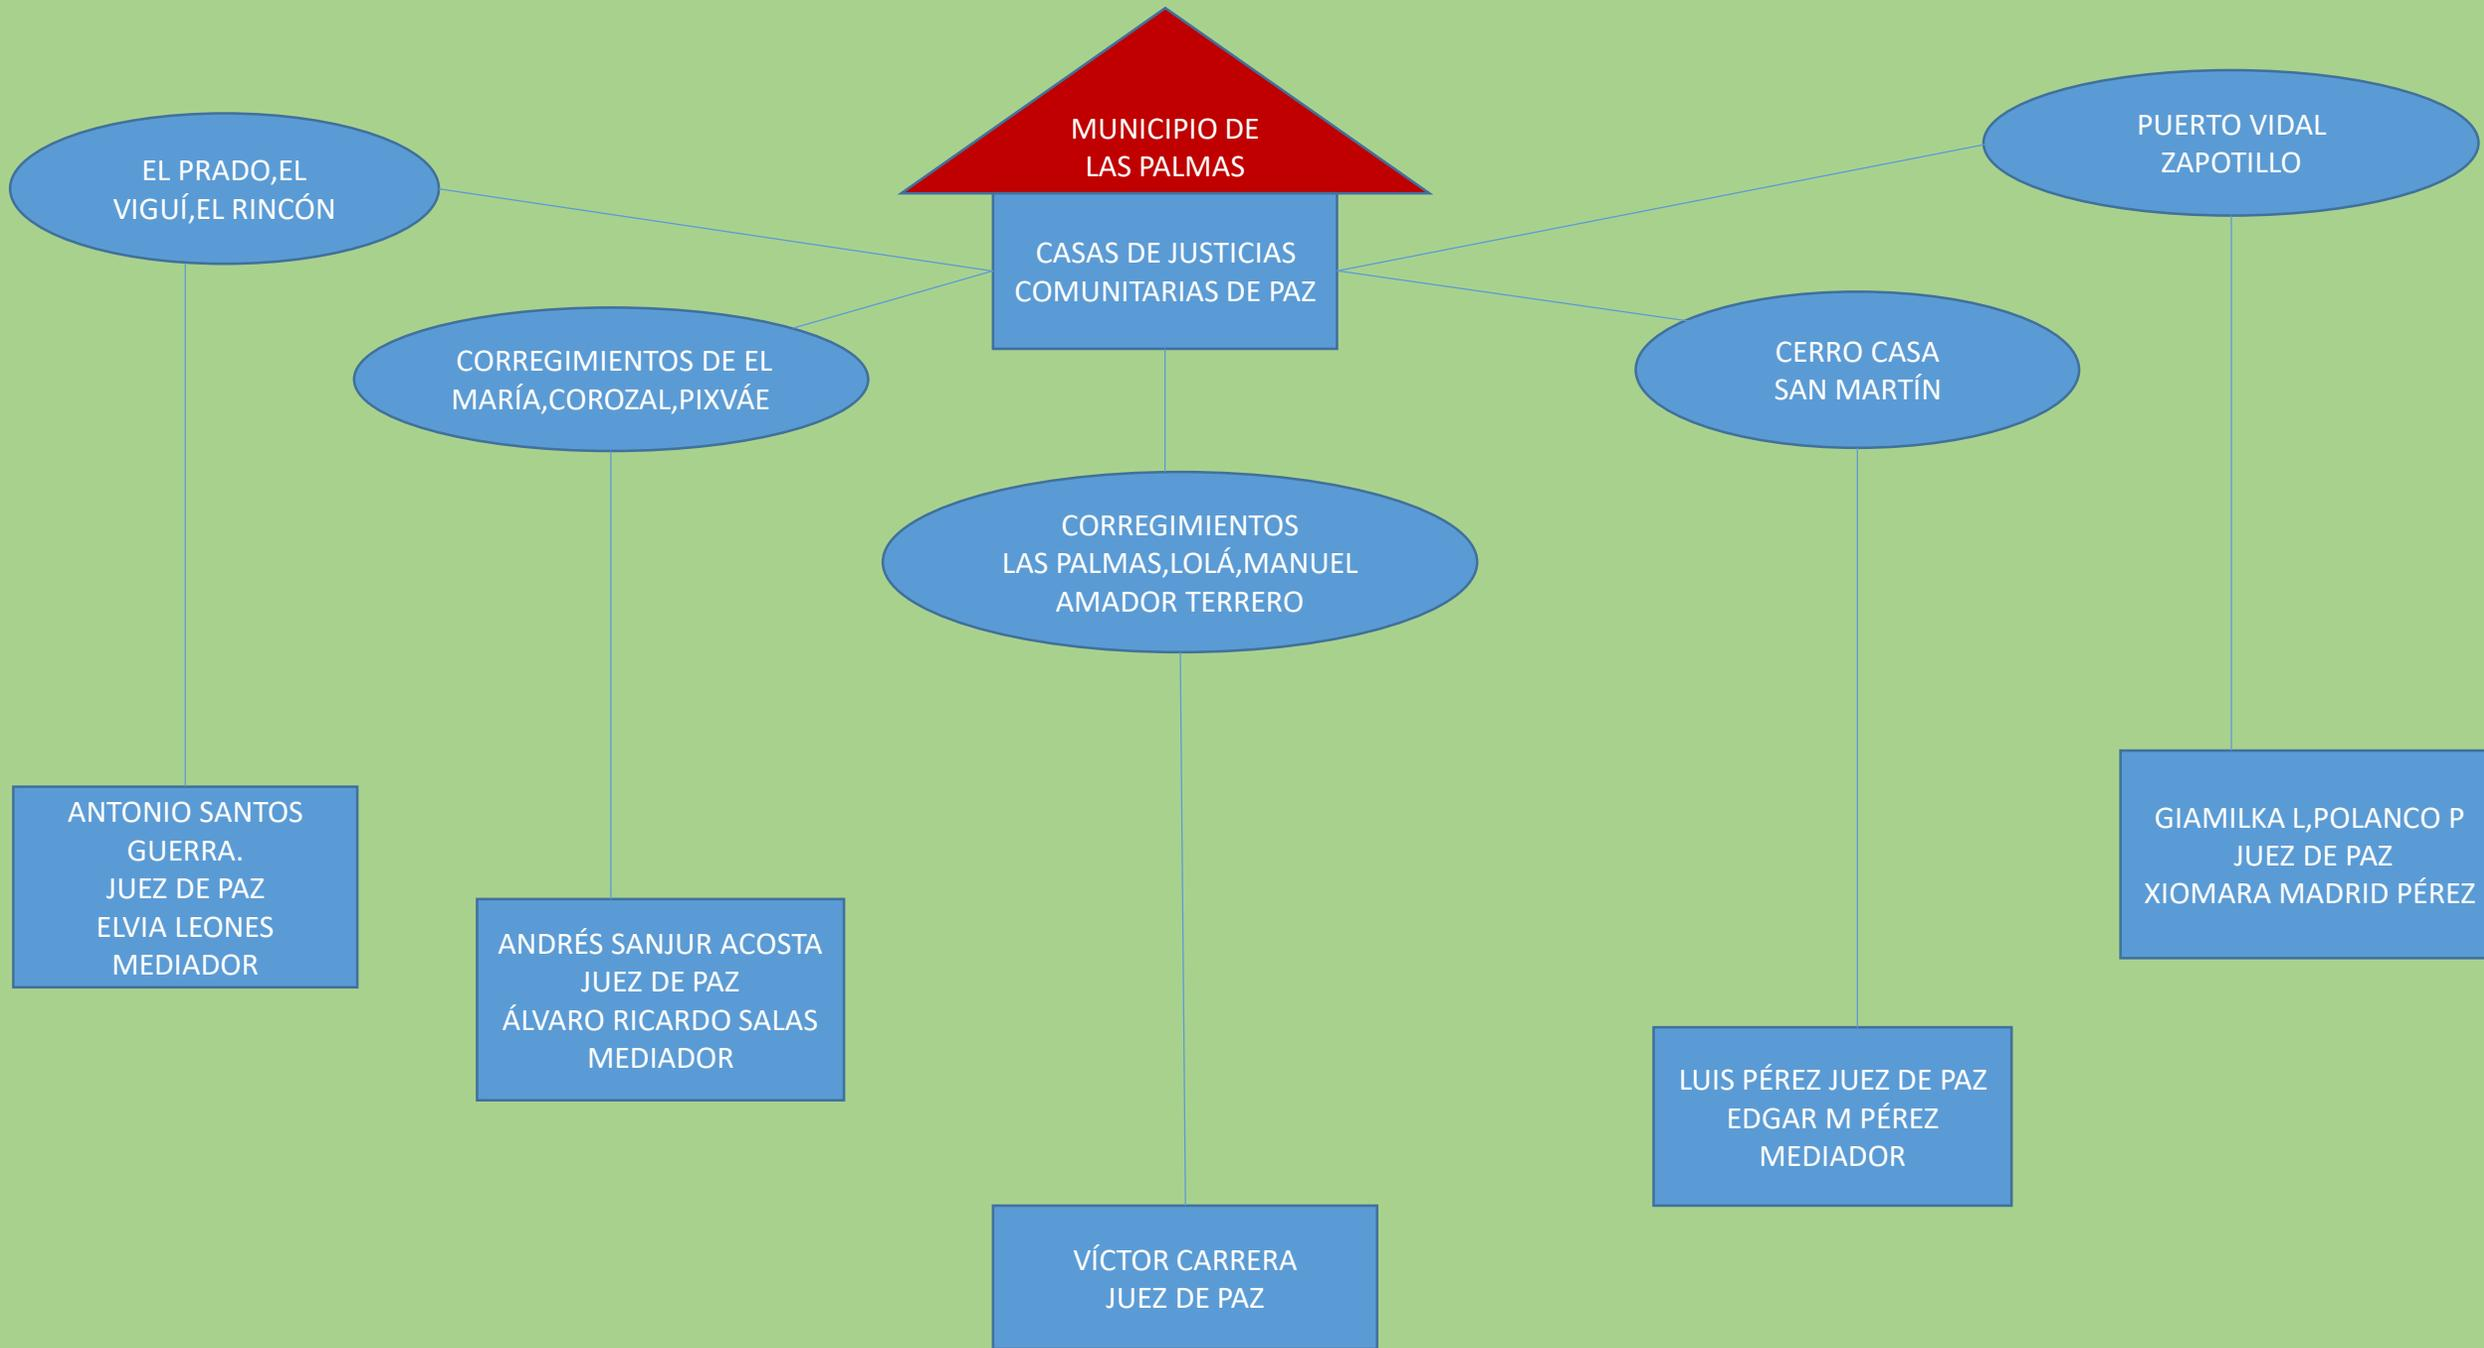 MUNICIPIO DE
LAS PALMAS
CASAS DE JUSTICIAS
COMUNITARIAS DE PAZ
EL PRADO,EL
VIGUÍ,EL RINCÓN
CORREGIMIENTOS DE EL
MARÍA,COROZAL,PIXVÁE
CORREGIMIENTOS
LAS PALMAS,LOLÁ,MANUEL
AMADOR TERRERO
CERRO CASA
SAN MARTÍN
PUERTO VIDAL
ZAPOTILLO
ANTONIO SANTOS
GUERRA.
JUEZ DE PAZ
ELVIA LEONES
MEDIADOR
ANDRÉS SANJUR ACOSTA
JUEZ DE PAZ
ÁLVARO RICARDO SALAS
MEDIADOR
VÍCTOR CARRERA
JUEZ DE PAZ
LUIS PÉREZ JUEZ DE PAZ
EDGAR M PÉREZ
MEDIADOR
GIAMILKA L,POLANCO P
JUEZ DE PAZ
XIOMARA MADRID PÉREZ